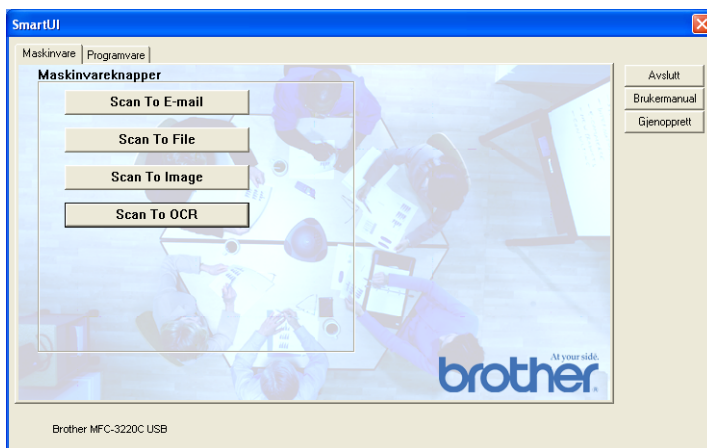 SmartUI
Maskinvare
Programvare
Maskinvareknapper
Scan To E-mail
Scan To File
Scan To Image
Scan To OCR
Avslutt
Brukermanual
Gjenopprett
At your side.
brother
Brother MFC-3220C USB